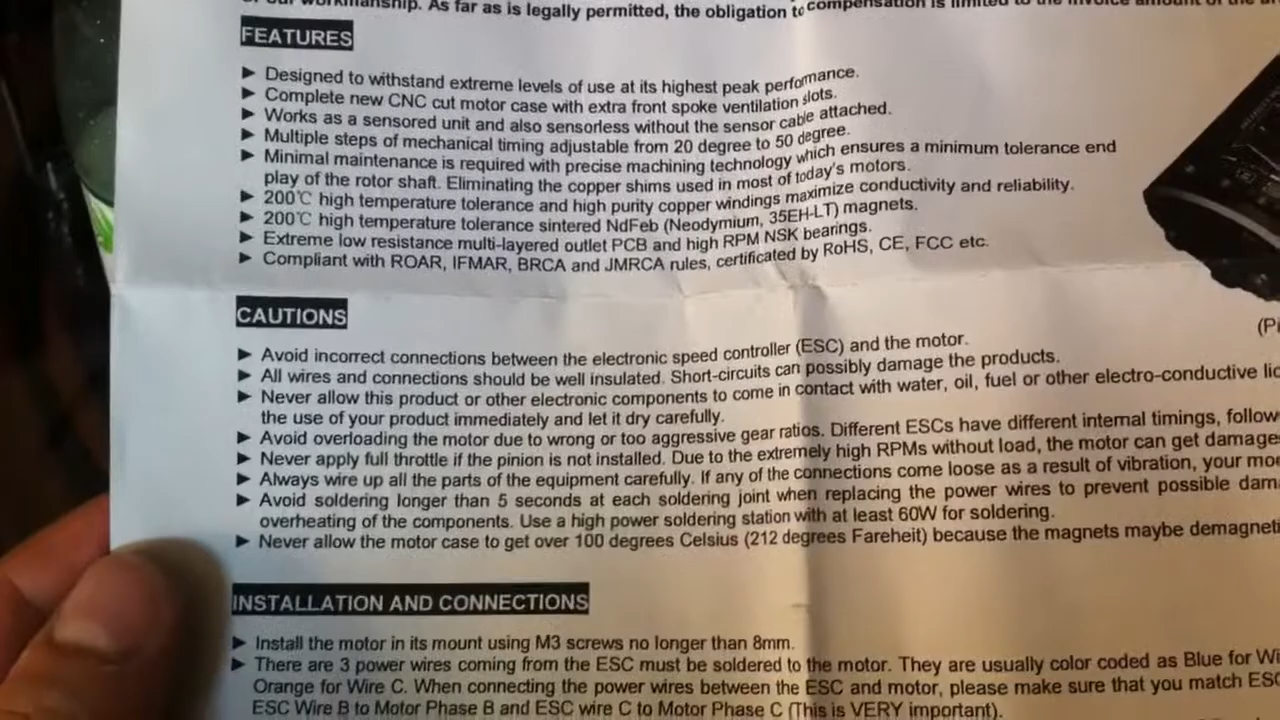 workmanship. As far as is legally permitted, the obligation to compensation is limited to the invoice amount of the
FEATURES
► Designed to withstand extreme levels of use at its highest peak perfomance.
► Complete new CNC cut motor case with extra front spoke ventilation slots.
► Works as a sensored unit and also sensorless without the sensor cable attached.
► Multiple steps of mechanical timing adjustable from 20 degree to 50 degree.
► Minimal maintenance is required with precise machining technology which ensures a minimum tolerance end
play of the rotor shaft. Eliminating the copper shims used in most of today's motors.
► 200℃ high temperature tolerance and high purity copper windings maximize conductivity and reliability.
► 200℃ high temperature tolerance sintered NdFeb (Neodymium, 35EH-LT) magnets.
► Extreme low resistance multi-layered outlet PCB and high RPM NSK bearings.
► Compliant with ROAR, IFMAR, BRCA and JMRCA rules, certificated by RoHS, CE, FCC etc.
(Pi
CAUTIONS
► Avoid incorrect connections between the electronic speed controller (ESC) and the motor.
► All wires and connections should be well insulated. Short-circuits can possibly damage the products.
► Never allow this product or other electronic components to come in contact with water, oil, fuel or other electro-conductive lic
the use of your product immediately and let it dry carefully.
► Avoid overloading the motor due to wrong or too aggressive gear ratios. Different ESCs have different internal timings, follow
► Never apply full throttle if the pinion is not installed. Due to the extremely high RPMs without load, the motor can get damage
► Always wire up all the parts of the equipment carefully. If any of the connections come loose as a result of vibration, your mo
► Avoid soldering longer than 5 seconds at each soldering joint when replacing the power wires to prevent possible dam
overheating of the components. Use a high power soldering station with at least 60W for soldering.
► Never allow the motor case to get over 100 degrees Celsius (212 degrees Fareheit) because the magnets maybe demagneti
INSTALLATION AND CONNECTIONS
► Install the motor in its mount using M3 screws no longer than 8mm.
► There are 3 power wires coming from the ESC must be soldered to the motor. They are usually color coded as Blue for Wi
Orange for Wire C. When connecting the power wires between the ESC and motor, please make sure that you match ESC
ESC Wire B to Motor Phase B and ESC wire C to Motor Phase C (This is VERY important).